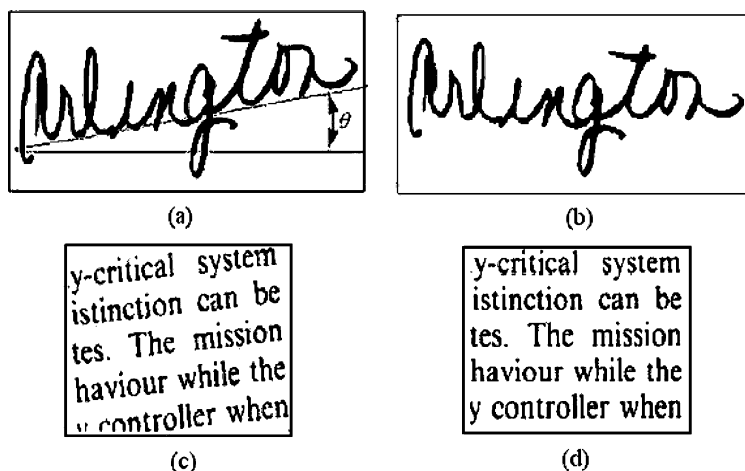 Arlington
θ
Arlington
(a)
(b)
y-critical system
istinction can be
tes. The mission
haviour while the
y controller when
y-critical system
istinction can be
tes. The mission
haviour while the
y controller when
(c)
(d)